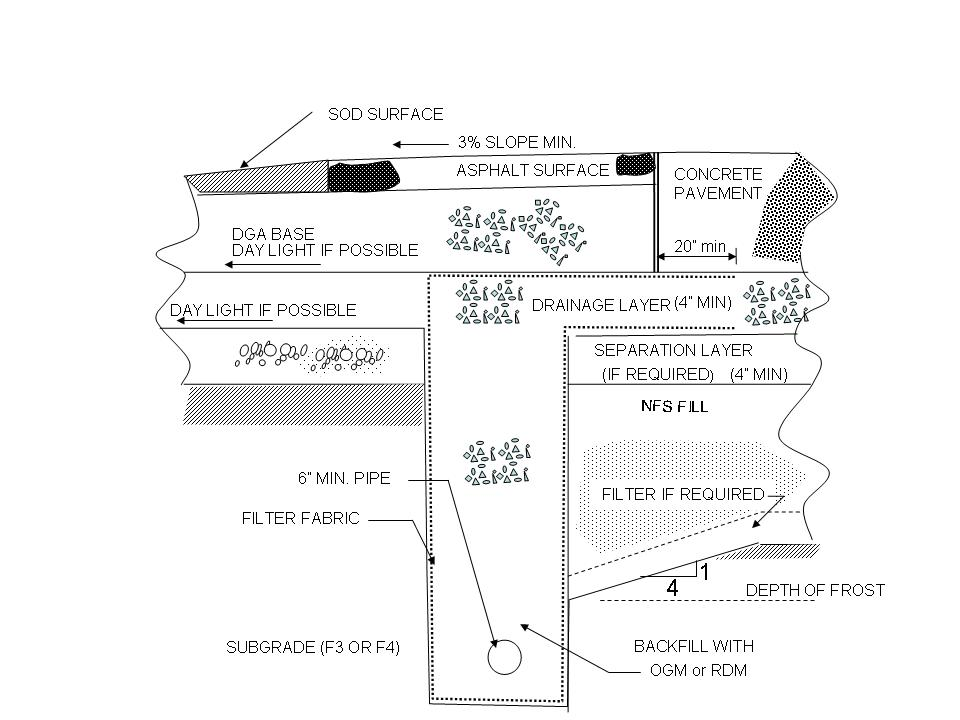 SOD SURFACE
3% SLOPE MIN.
ASPHALT SURFACE
CONCRETE
PAVEMENT
DGA BASE
DAY LIGHT IF POSSIBLE
20" min
DAY LIGHT IF POSSIBLE
DRAINAGE LAYER (4" MIN)
SEPARATION LAYER
(IF REQUIRED) (4" MIN)
NFS FILL
6" MIN. PIPE
FILTER IF REQUIRED
FILTER FABRIC
1
4
DEPTH OF FROST
SUBGRADE (F3 OR F4)
BACKFILL WITH
OGM or RDM